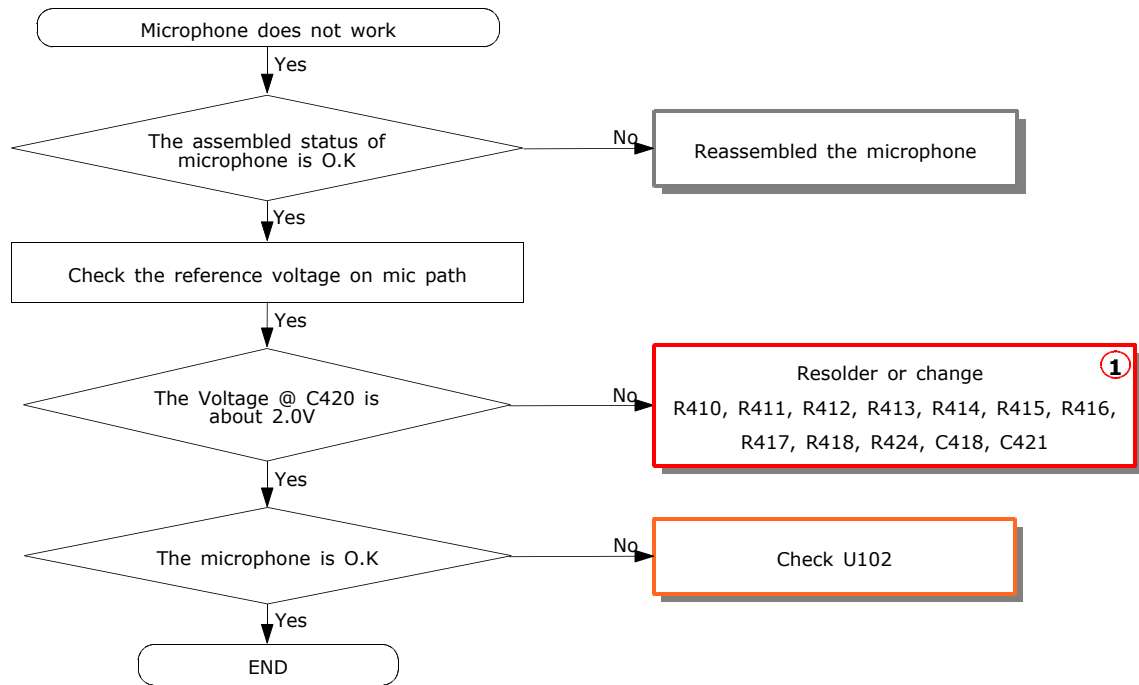 Microphone does not work
Yes
The assembled status of
microphone is O.K
No
Reassembled the microphone
Yes
Check the reference voltage on mic path
Yes
The Voltage @ C420 is
about 2.0V
No
1
Resolder or change
R410, R411, R412, R413, R414, R415, R416,
R417, R418, R424, C418, C421
Yes
The microphone is O.K
No
Check U102
Yes
END